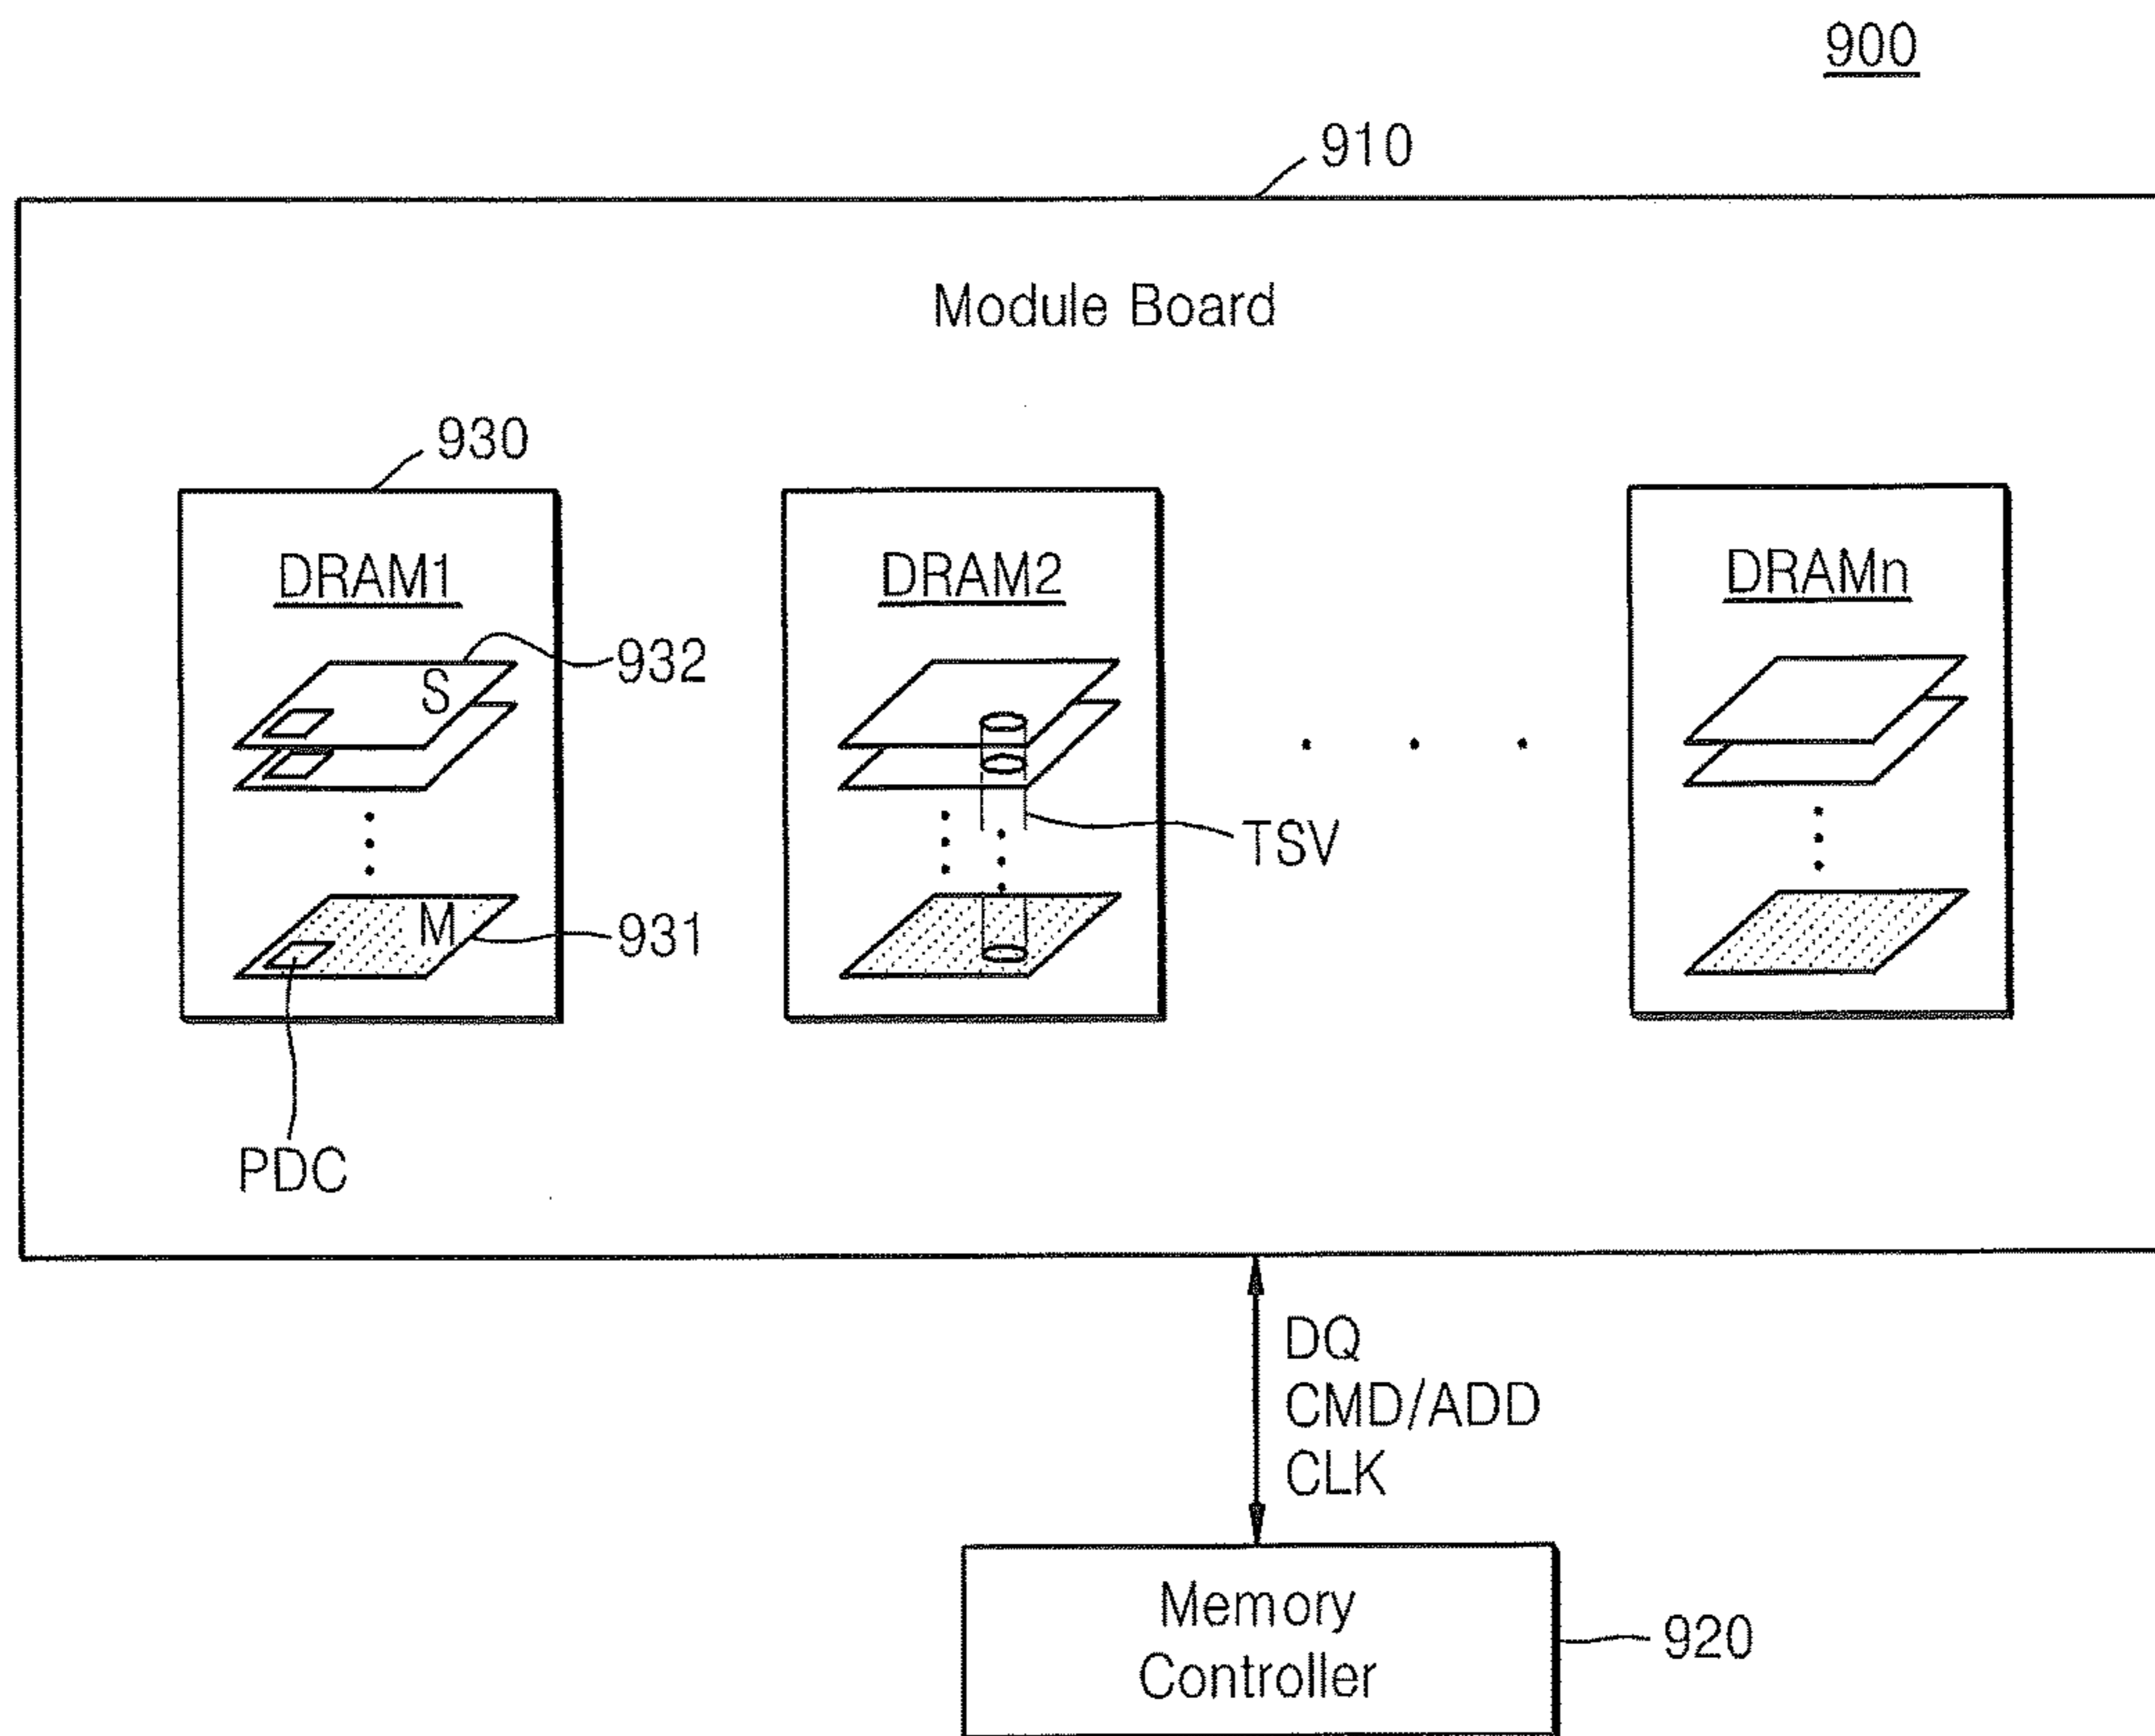 900
910
Module Board
930
DRAM1
DRAM2
DRAMn
S
932
TSV
M
931
PDC
DQ
CMD/ADD
CLK
Memory
Controller
920